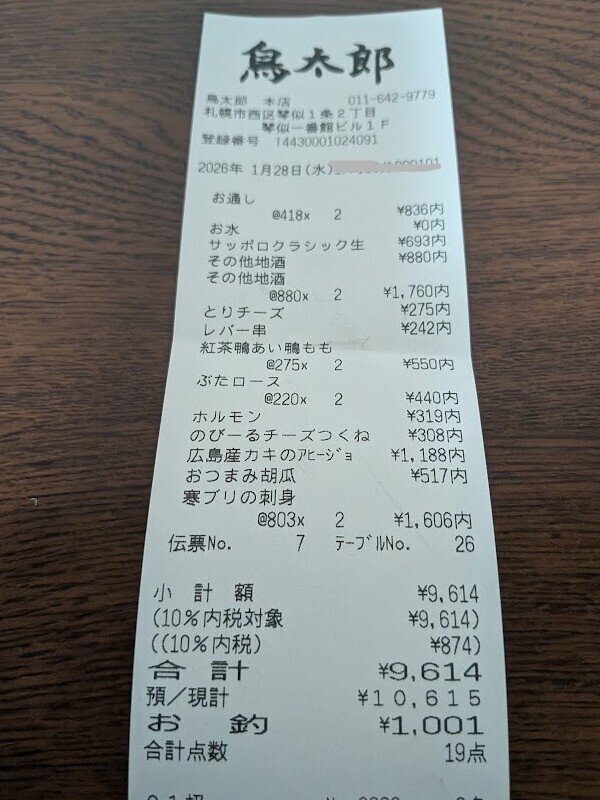 鳥太郎
鳥太郎 本店 011-642-9779
札幌市西区琴似1条2丁目
琴似一番館ビル1F
登録番号 T4430001024091
2026年 1月28日(水)
お通し
@418x 2 ¥836内
お水 ¥0内
サッポロクラシック生 ¥693内
その他地酒 ¥880内
その他地酒
@880x 2 ¥1,760内
とりチーズ ¥275内
レバー串 ¥242内
紅茶鴨あい鴨もも
@275x 2 ¥550内
ぶたロース
@220x 2 ¥440内
ホルモン ¥319内
のびーるチーズつくね ¥308内
広島産カキのアヒージョ ¥1,188内
おつまみ胡瓜 ¥517内
寒ブリの刺身
@803x 2 ¥1,606内
伝票No. 7 テーブルNo. 26
小計額 ¥9,614
(10%内税対象 ¥9,614)
((10%内税) ¥874)
合計 ¥9,614
預/現計 ¥10,615
お釣 ¥1,001
合計点数 19点